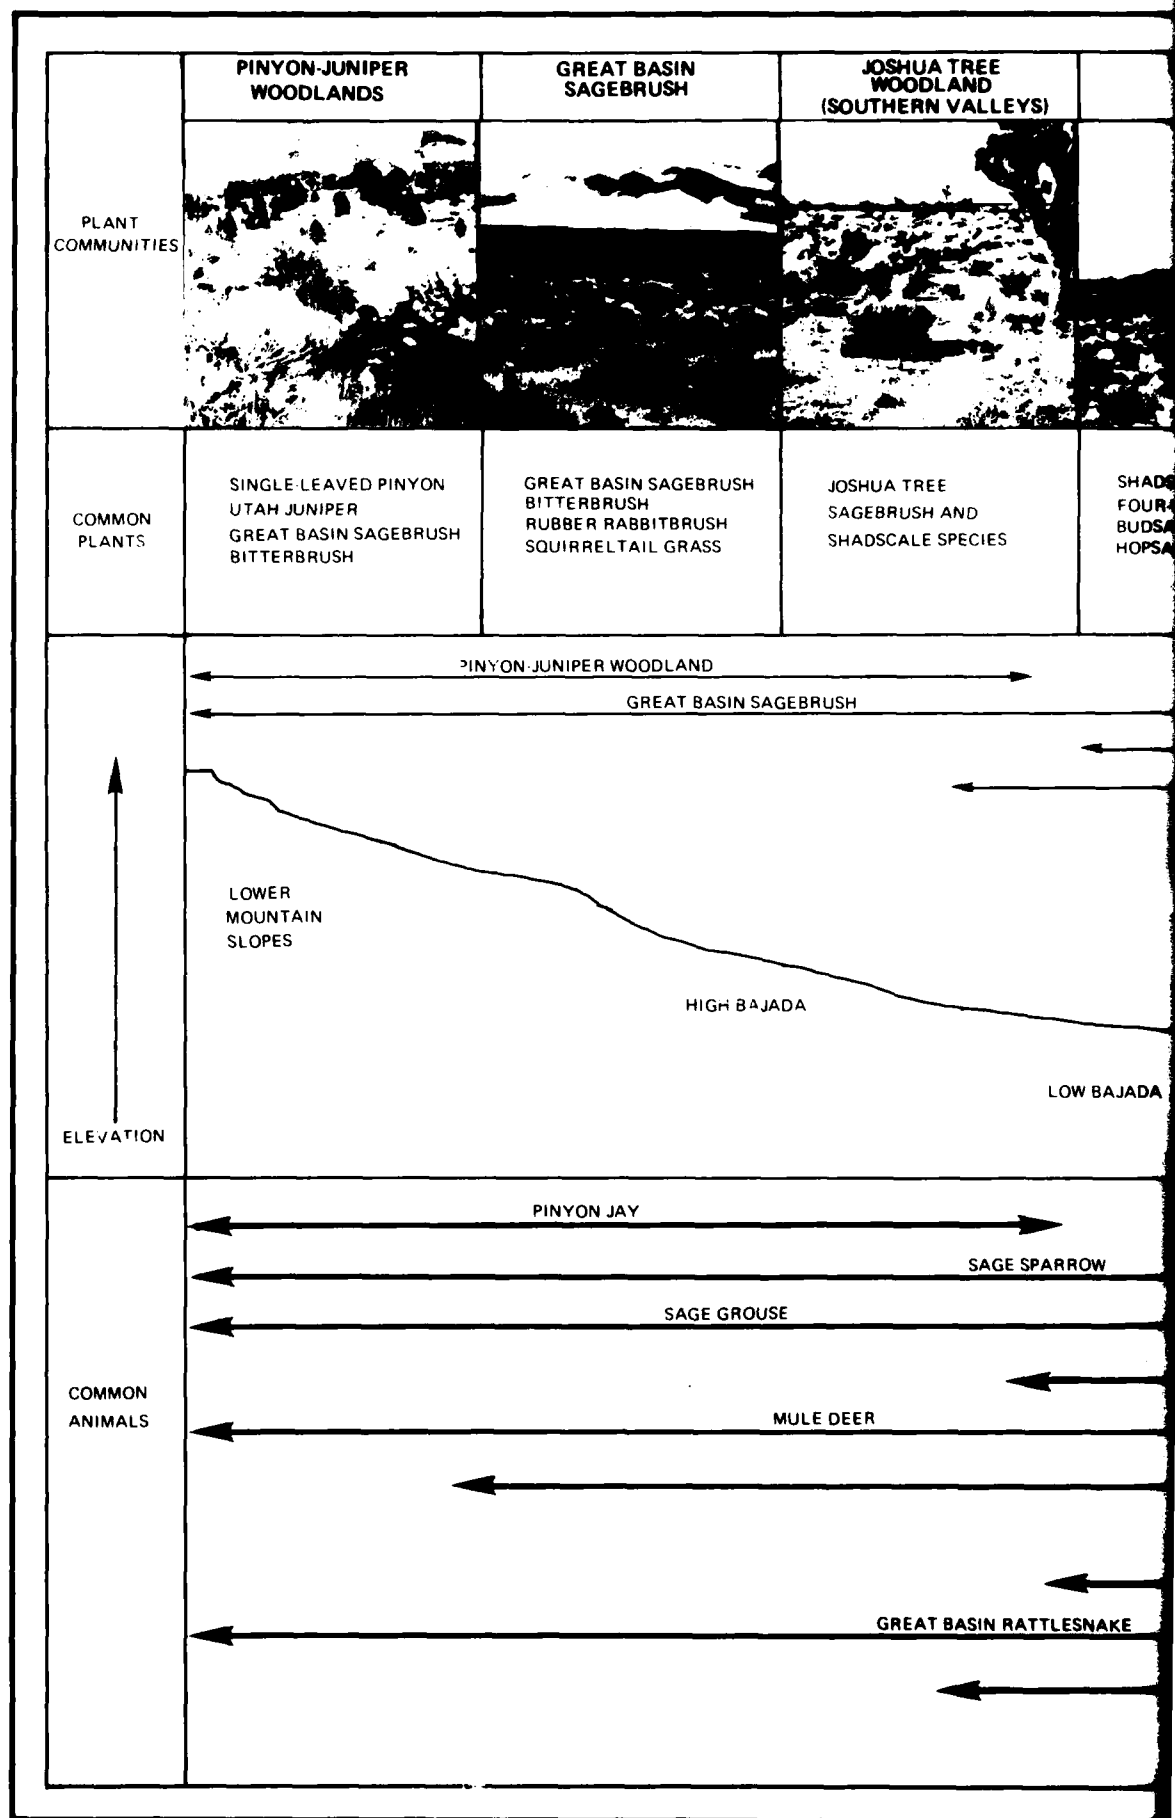 PINYON-JUNIPER
WOODLANDS
GREAT BASIN
SAGEBRUSH
JOSHUA TREE
WOODLAND
(SOUTHERN VALLEYS)
PLANT
COMMUNITIES
COMMON
PLANTS
SINGLE-LEAVED PINYON
UTAH JUNIPER
GREAT BASIN SAGEBRUSH
BITTERBRUSH
GREAT BASIN SAGEBRUSH
BITTERBRUSH
RUBBER RABBITBRUSH
SQUIRRELTAIL GRASS
JOSHUA TREE
SAGEBRUSH AND
SHADSCALE SPECIES
PINYON-JUNIPER WOODLAND
GREAT BASIN SAGEBRUSH
LOWER
MOUNTAIN
SLOPES
HIGH BAJADA
LOW BAJADA
ELEVATION
PINYON JAY
SAGE SPARROW
SAGE GROUSE
COMMON
ANIMALS
MULE DEER
GREAT BASIN RATTLESNAKE